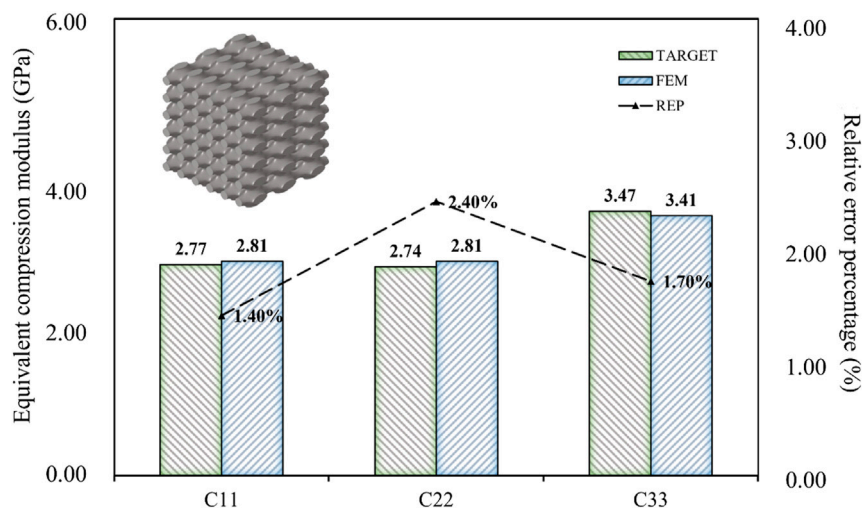 6.00
4.00
2.00
0.00
Equivalent compression modulus (GPa)
TARGET
FEM
REP
2.77
2.81
1.40%
2.74
2.81
2.40%
3.47
3.41
1.70%
C11
C22
C33
4.00
3.00
2.00
1.00
0.00
Relative error percentage (%)